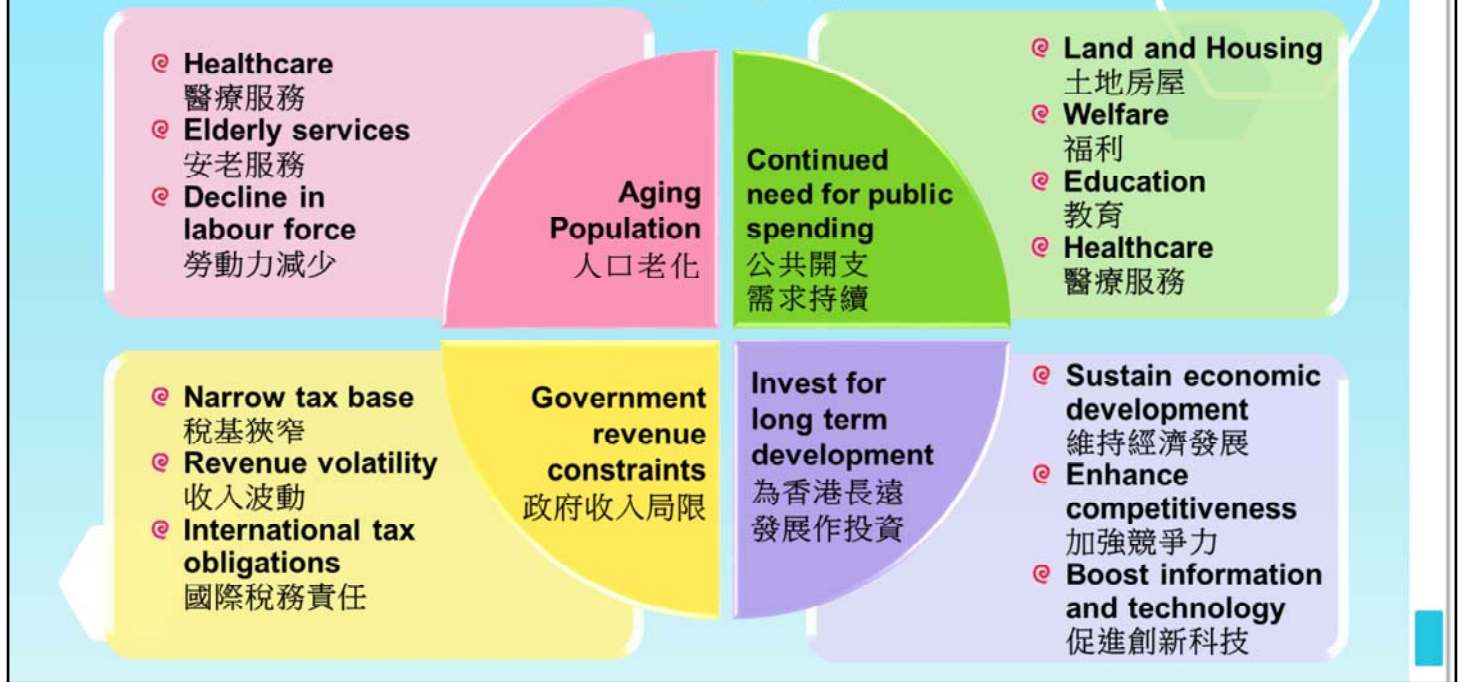 Healthcare
醫療服務
Elderly services
安老服務
Decline in
labour force
勞動力減少
Aging
Population
人口老化
Continued
need for public
spending
公共開支
需求持續
Land and Housing
土地房屋
Welfare
福利
Education
教育
Healthcare
醫療服務
Narrow tax base
稅基狹窄
Revenue volatility
收入波動
International tax
obligations
國際稅務責任
Government
revenue
constraints
政府收入局限
Invest for
long term
development
為香港長遠
發展作投資
Sustain economic
development
維持經濟發展
Enhance
competitiveness
加強競爭力
Boost information
and technology
促進創新科技